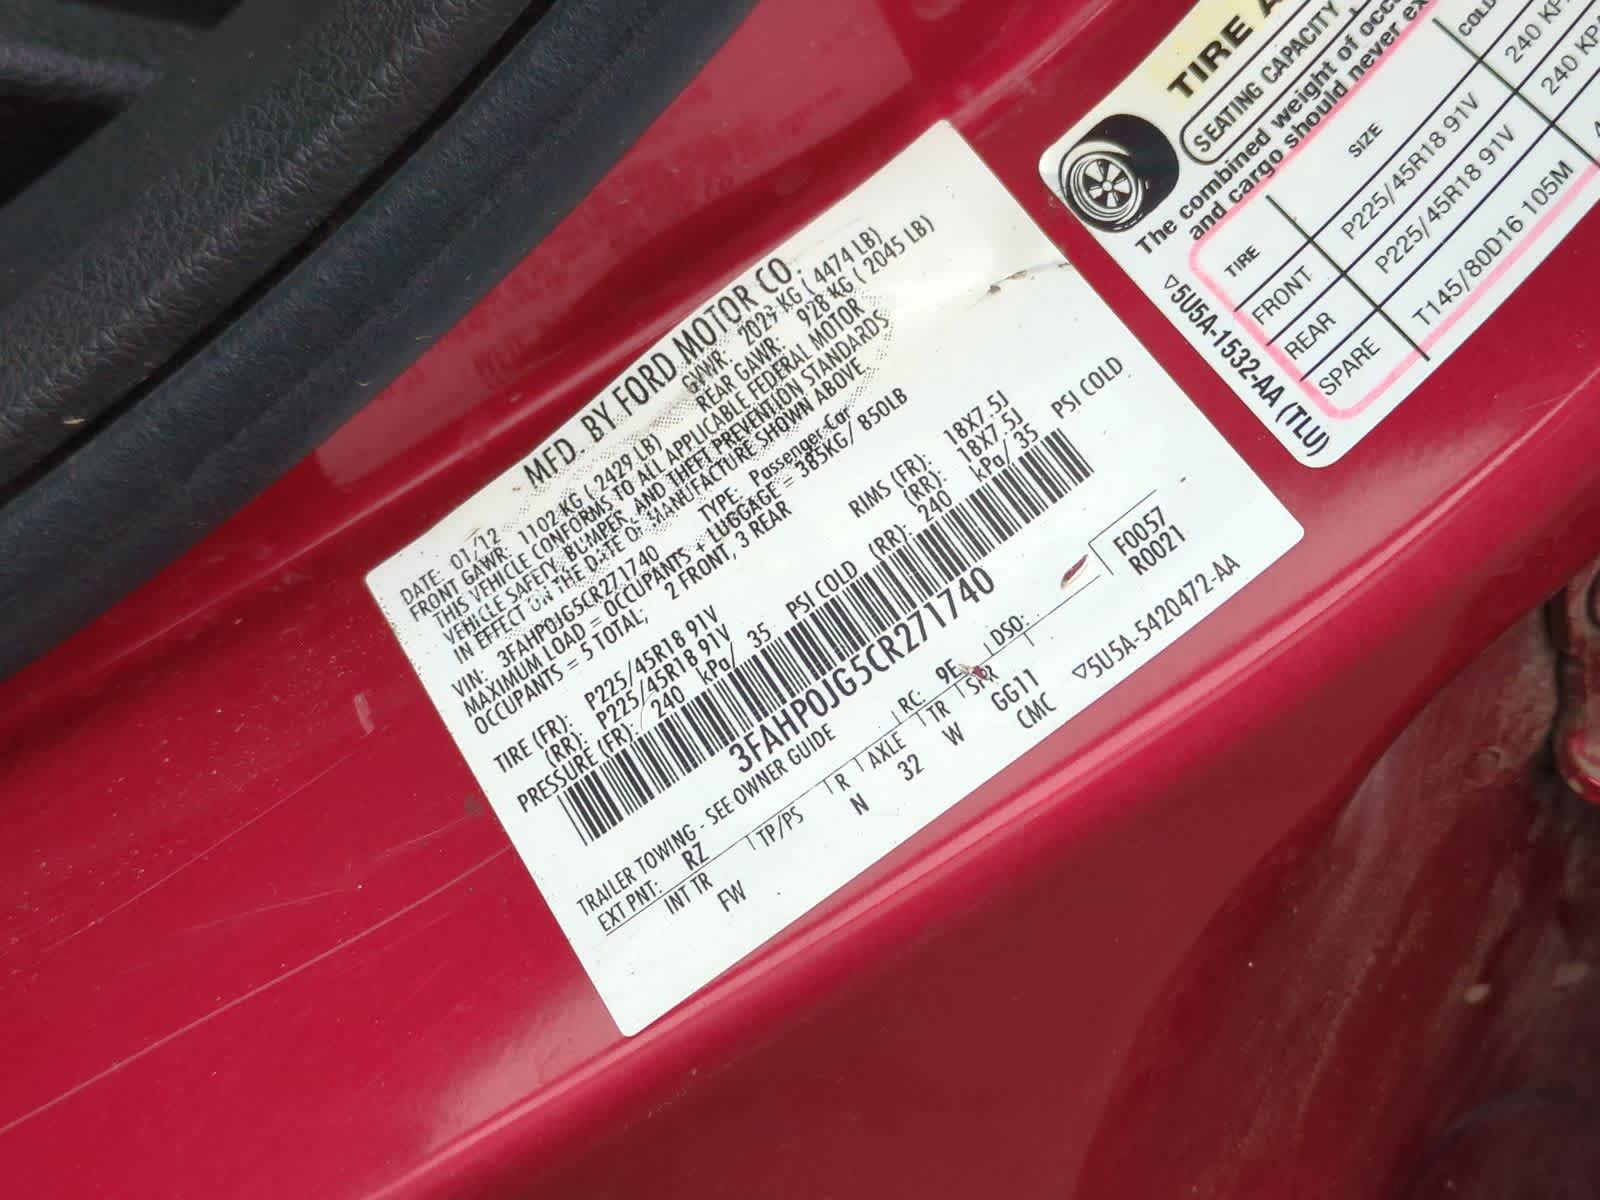 MFD. BY FORD MOTOR CO.
DATE: 01/12 GVWR: 2027 KG ( 4474 LB)
FRONT GAWR: 1102 KG ( 2429 LB) REAR GAWR: 928 KG ( 2045 LB)
THIS VEHICLE CONFORMS TO ALL APPLICABLE FEDERAL MOTOR
VEHICLE SAFETY, BUMPER, AND THEFT PREVENTION STANDARDS
IN EFFECT ON THE DATE OF MANUFACTURE SHOWN ABOVE
VIN: 3FAHP0JG5CR271740 TYPE: Passenger Car
MAXIMUM LOAD = OCCUPANTS + LUGGAGE = 385KG/ 850LB
OCCUPANTS = 5 TOTAL, 2 FRONT, 3 REAR
TIRE (FR): P225/45R18 91V RIMS (FR): 18X7.5J
(RR): P225/45R18 91V (RR): 18X7.5J
PRESSURE (FR): 240 kPa/ 35 PSI COLD (RR): 240 kPa/ 35 PSI COLD
3FAHP0JG5CR271740
TRAILER TOWING - SEE OWNER GUIDE
EXT PNT: RZ RC: 9E DSO: F0057
R0021
INT TR TP/PS R AXLE TR SPR
FW N 32 W GG11
CMC
▽5U5A-5420472-AA
TIRE A
SEATING CAPACITY
The combined weight of occ
and cargo should never ex
TIRE SIZE COLD
FRONT P225/45R18 91V 240 KPA
REAR P225/45R18 91V 240 KPA
SPARE T145/80D16 105M 4
▽5U5A-1532-AA (TLU)